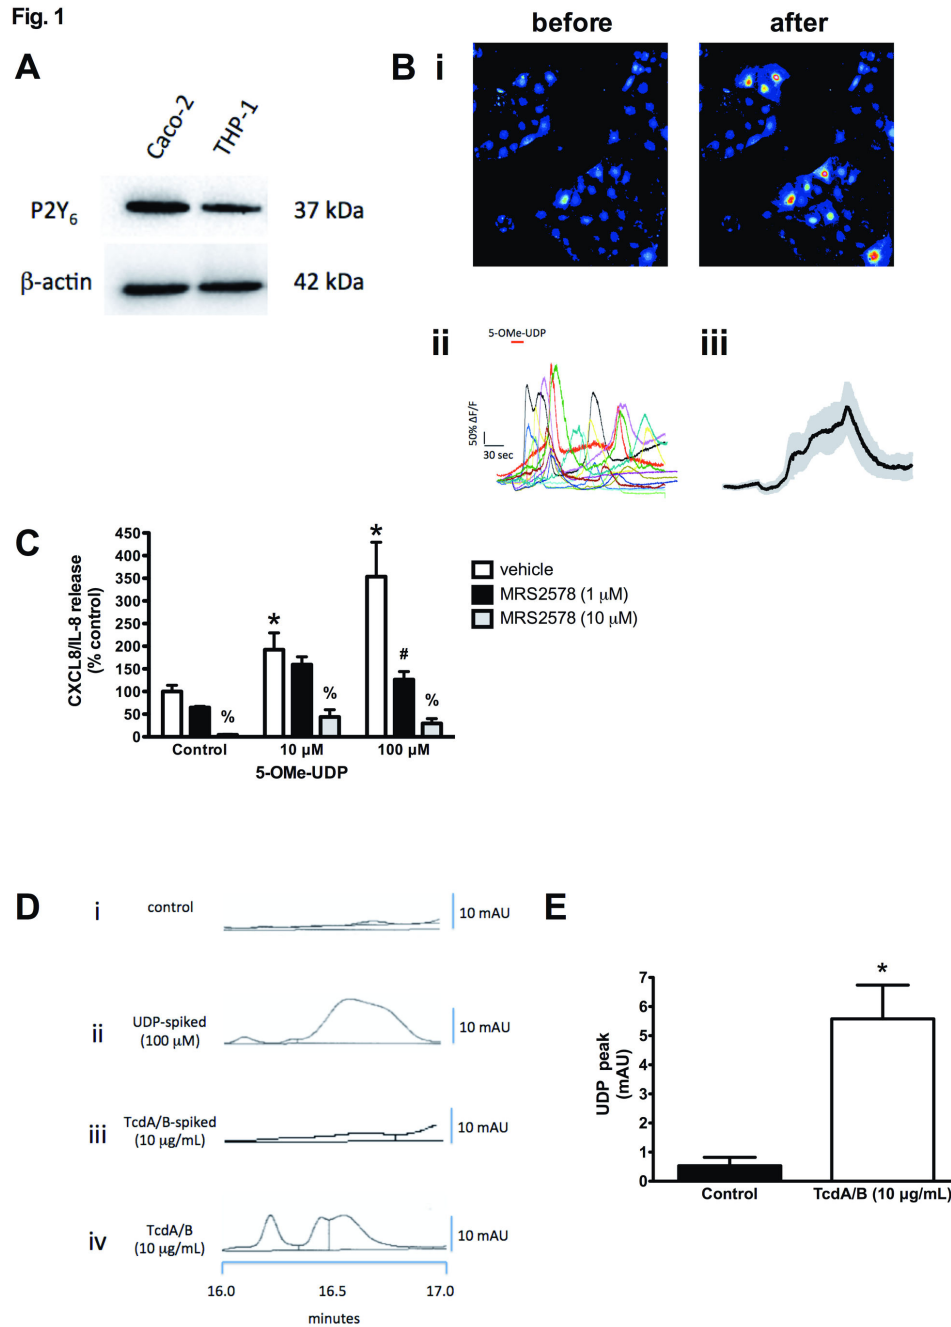 Fig. 1
A
Caco-2
THP-1
P2Y6
37 kDa
β-actin
42 kDa
B
i
before
after
ii
5-OMe-UDP
50% ΔF/F
30 sec
iii
C
CXCL8/IL-8 release
(% control)
450
400
350
300
250
200
150
100
50
0
*
*
%
%
#
%
Control
10 µM
100 µM
5-OMe-UDP
vehicle
MRS2578 (1 µM)
MRS2578 (10 µM)
D
i
control
10 mAU
ii
UDP-spiked
(100 µM)
10 mAU
iii
TcdA/B-spiked
(10 µg/mL)
10 mAU
iv
TcdA/B
(10 µg/mL)
10 mAU
16.0
16.5
17.0
minutes
E
UDP peak
(mAU)
7
6
5
4
3
2
1
0
*
Control
TcdA/B (10 µg/mL)